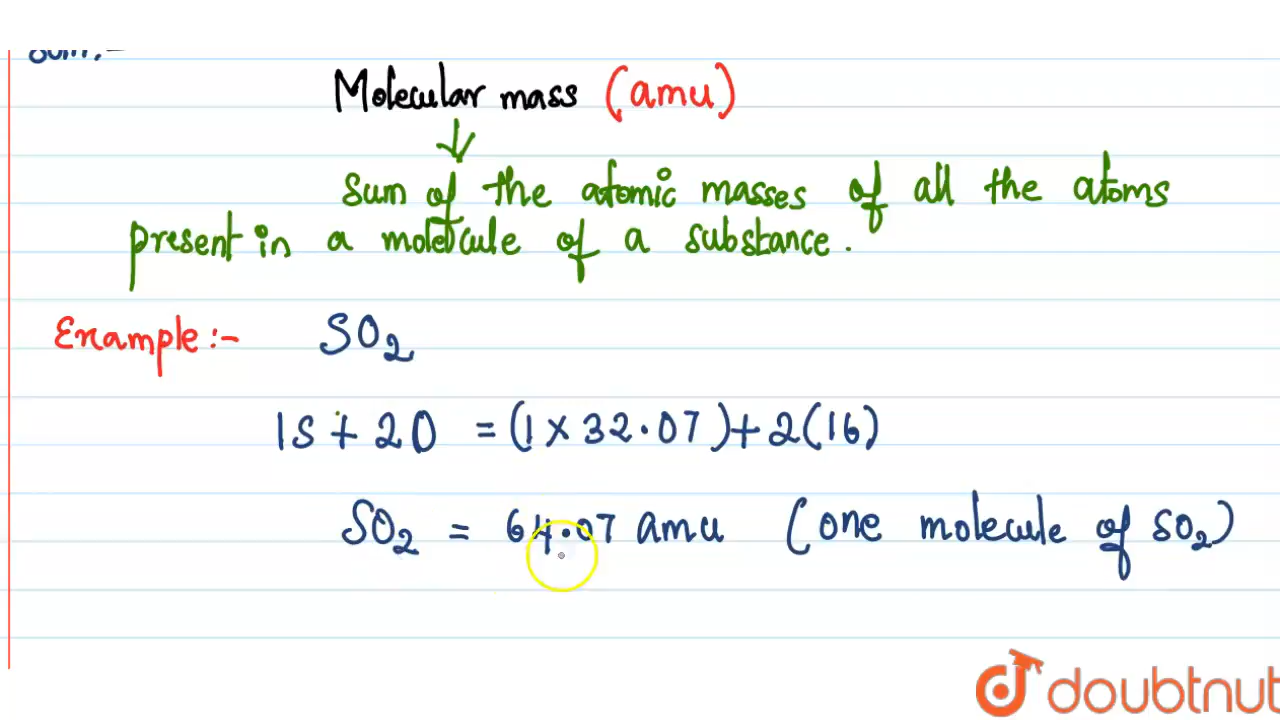 Molecular mass (amu)
↓
Sum of the atomic masses of all the atoms
present in a molecule of a substance.
Example:- SO₂
1S + 2O = (1 × 32.07) + 2(16)
SO₂ = 64.07 amu (one molecule of SO₂)
doubtnut